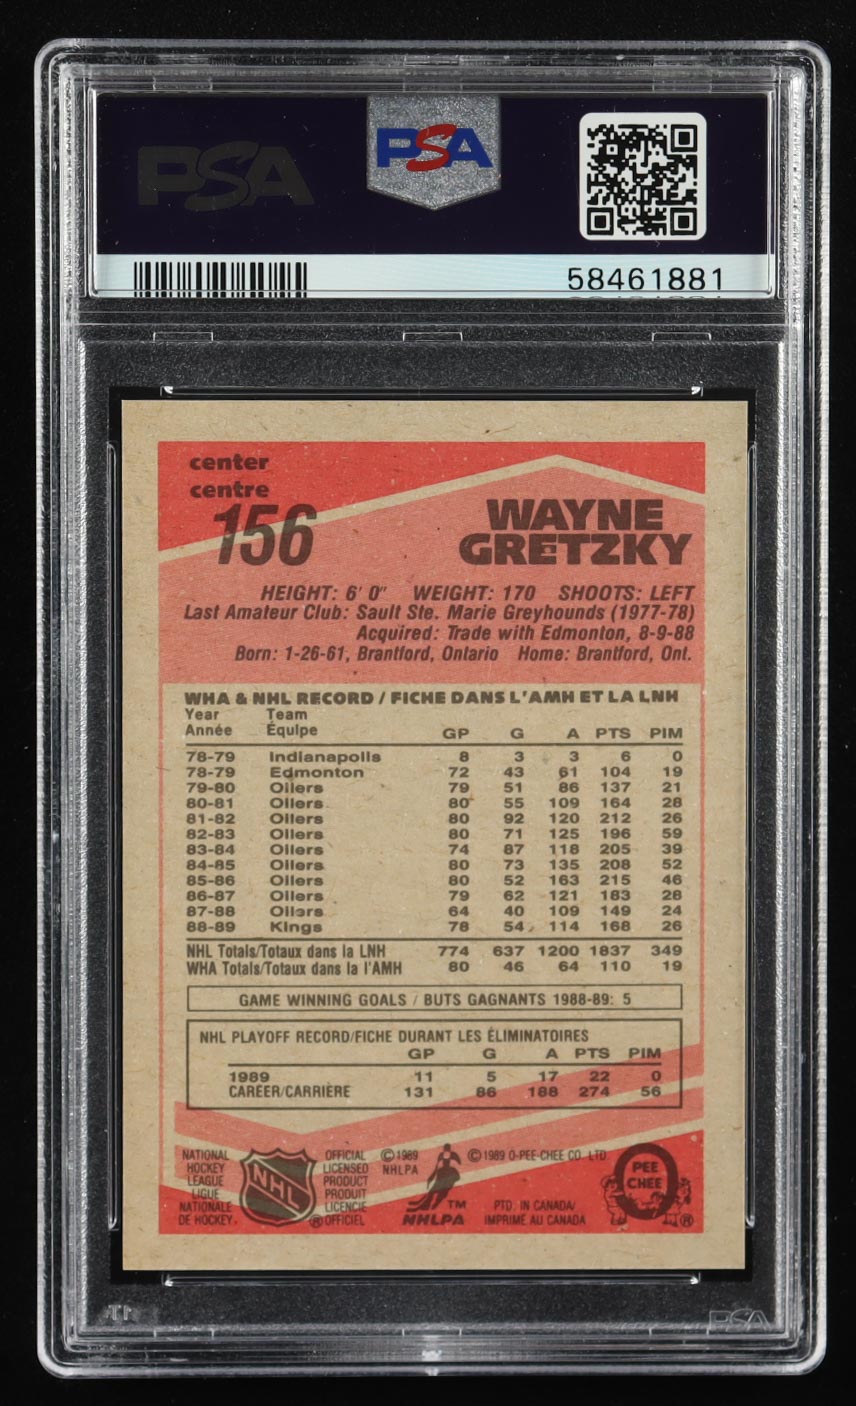 PSA
PSA
58461881
center
centre
156
WAYNE
GRETZKY
HEIGHT: 6' 0" WEIGHT: 170 SHOOTS: LEFT
Last Amateur Club: Sault Ste. Marie Greyhounds (1977-78)
Acquired: Trade with Edmonton, 8-9-88
Born: 1-26-61, Brantford, Ontario Home: Brantford, Ont.
WHA & NHL RECORD / FICHE DANS L'AMH ET LA LNH
Year Team
Année Équipe GP G A PTS PIM
78-79 Indianapolis 8 3 3 6 0
78-79 Edmonton 72 43 61 104 19
79-80 Oilers 79 51 86 137 21
80-81 Oilers 80 55 109 164 28
81-82 Oilers 80 92 120 212 26
82-83 Oilers 80 71 125 196 59
83-84 Oilers 74 87 118 205 39
84-85 Oilers 80 73 135 208 52
85-86 Oilers 80 52 163 215 46
86-87 Oilers 79 62 121 183 28
87-88 Oilers 64 40 109 149 24
88-89 Kings 78 54 114 168 26
NHL Totals/Totaux dans la LNH 774 637 1200 1837 349
WHA Totals/Totaux dans la l'AMH 80 46 64 110 19
GAME WINNING GOALS / BUTS GAGNANTS 1988-89: 5
NHL PLAYOFF RECORD/FICHE DURANT LES ÉLIMINATOIRES
GP G A PTS PIM
1989 11 5 17 22 0
CAREER/CARRIÈRE 131 86 188 274 56
NATIONAL
HOCKEY
LEAGUE
LIGUE
NATIONALE
DE HOCKEY.
NHL
®
OFFICIAL
LICENSED
PRODUCT
PRODUIT
LICENCIÉ
OFFICIEL
©1989
NHLPA
TM
NHLPA
©1989 O-PEE-CHEE CO. LTD.
PTD. IN CANADA/
IMPRIMÉ AU CANADA
O
PEE
CHEE
®
PSA